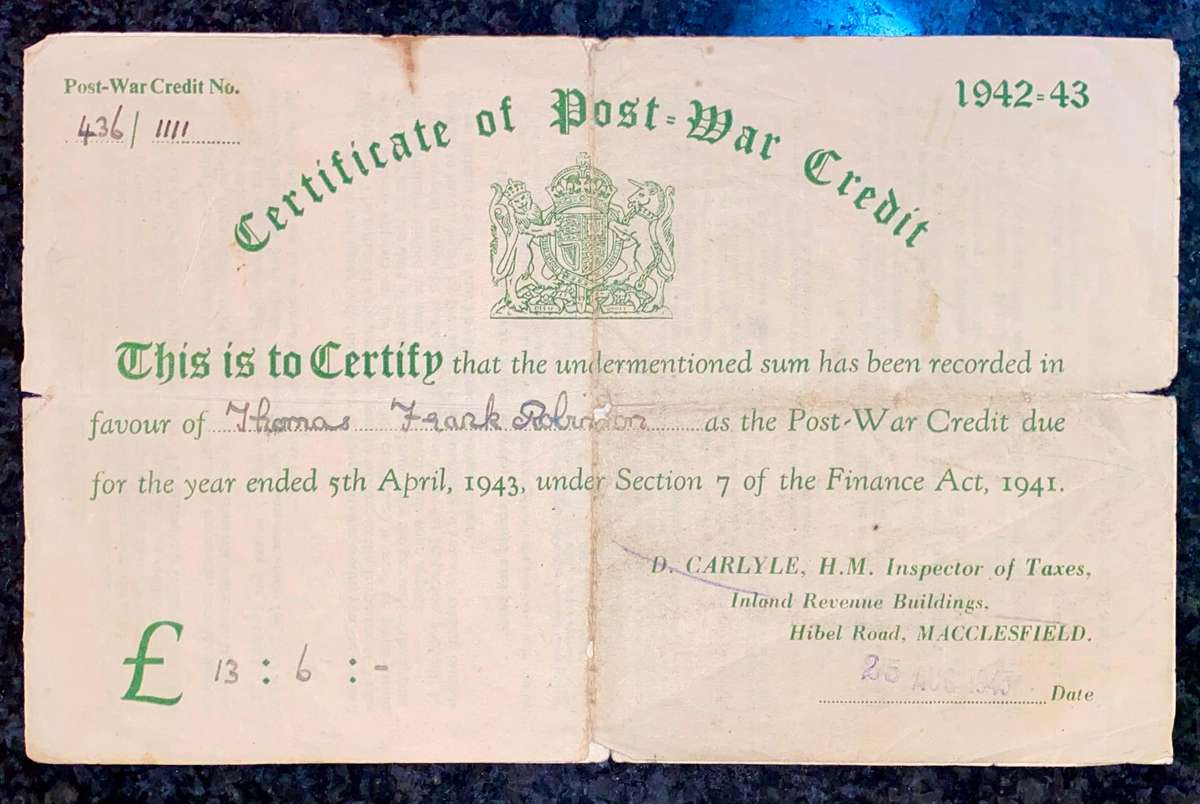 Post-War Credit No.
436/ 1111
1942-43
Certificate of Post-War Credit
This is to Certify that the undermentioned sum has been recorded in
favour of Thomas Frank Robinson as the Post-War Credit due
for the year ended 5th April, 1943, under Section 7 of the Finance Act, 1941.
D. CARLYLE, H.M. Inspector of Taxes,
Inland Revenue Buildings,
Hibel Road, MACCLESFIELD.
£ 13 : 6 : -
AUG 1943 Date